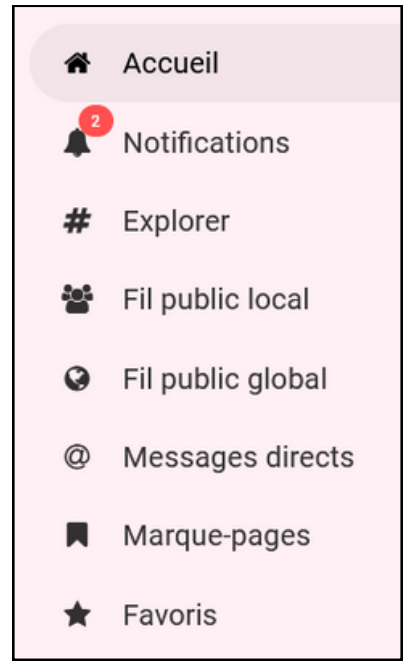 Accueil
2
Notifications
# Explorer
Fil public local
Fil public global
@ Messages directs
Marque-pages
Favoris